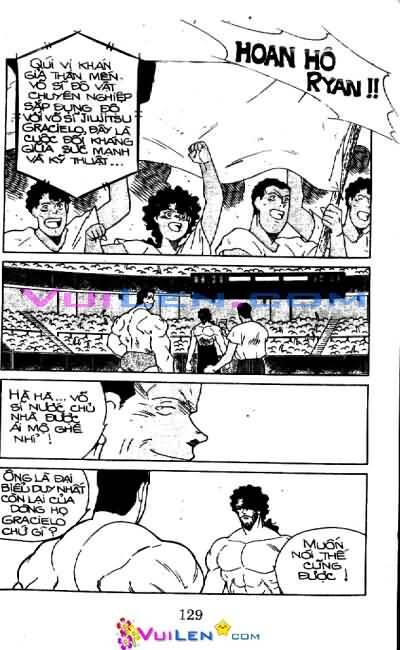 QUÍ VỊ KHÁN
GIẢ THÂN MẾN.
VÕ SĨ ĐÔ VẬT
CHUYÊN NGHIỆP
SẮP ĐỤNG ĐỘ
VỚI VÕ SĨ JIUJITSU
GRACIELO, ĐÂY LÀ
CUỘC ĐỐI KHÁNG
GIỮA SỨC MẠNH
VÀ KỸ THUẬT...
HOAN HÔ
RYAN!!
VUILEN.COM
HA HA... VÕ
SĨ NƯỚC CHỦ
NHÀ ĐƯỢC
ÁI MỘ GHÊ
NHỈ!
ÔNG LÀ ĐẠI
BIỂU DUY NHẤT
CÒN LẠI CỦA
DÒNG HỌ
GRACIELO
CHỨ GÌ?
MUỐN
NÓI THẾ
CŨNG
ĐƯỢC!
129
VUILEN.COM